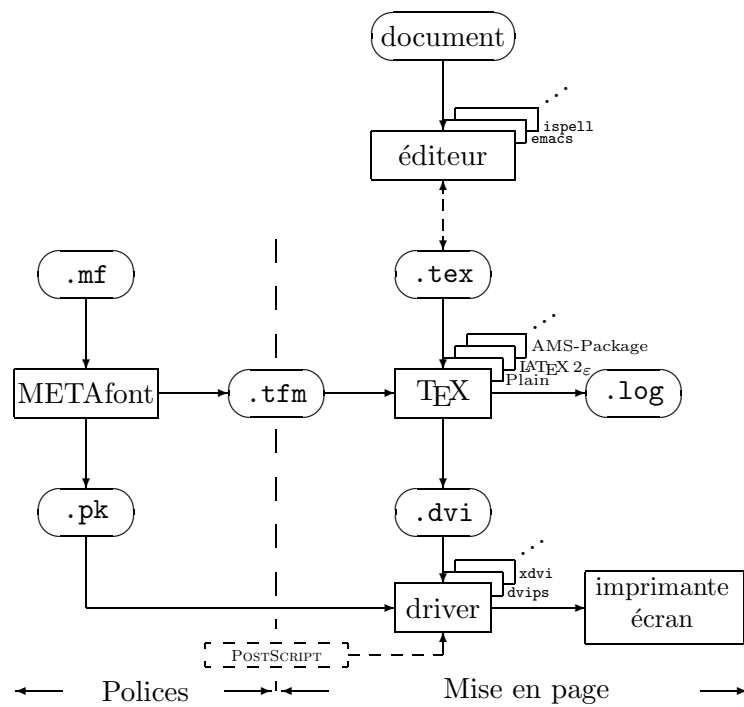 document
ispell
emacs
éditeur
.mf
.tex
AMS-Package
LATEX 2ε
Plain
METAfont
.tfm
TEX
.log
.pk
.dvi
xdvi
dvips
driver
imprimante
écran
POSTSCRIPT
Polices
Mise en page